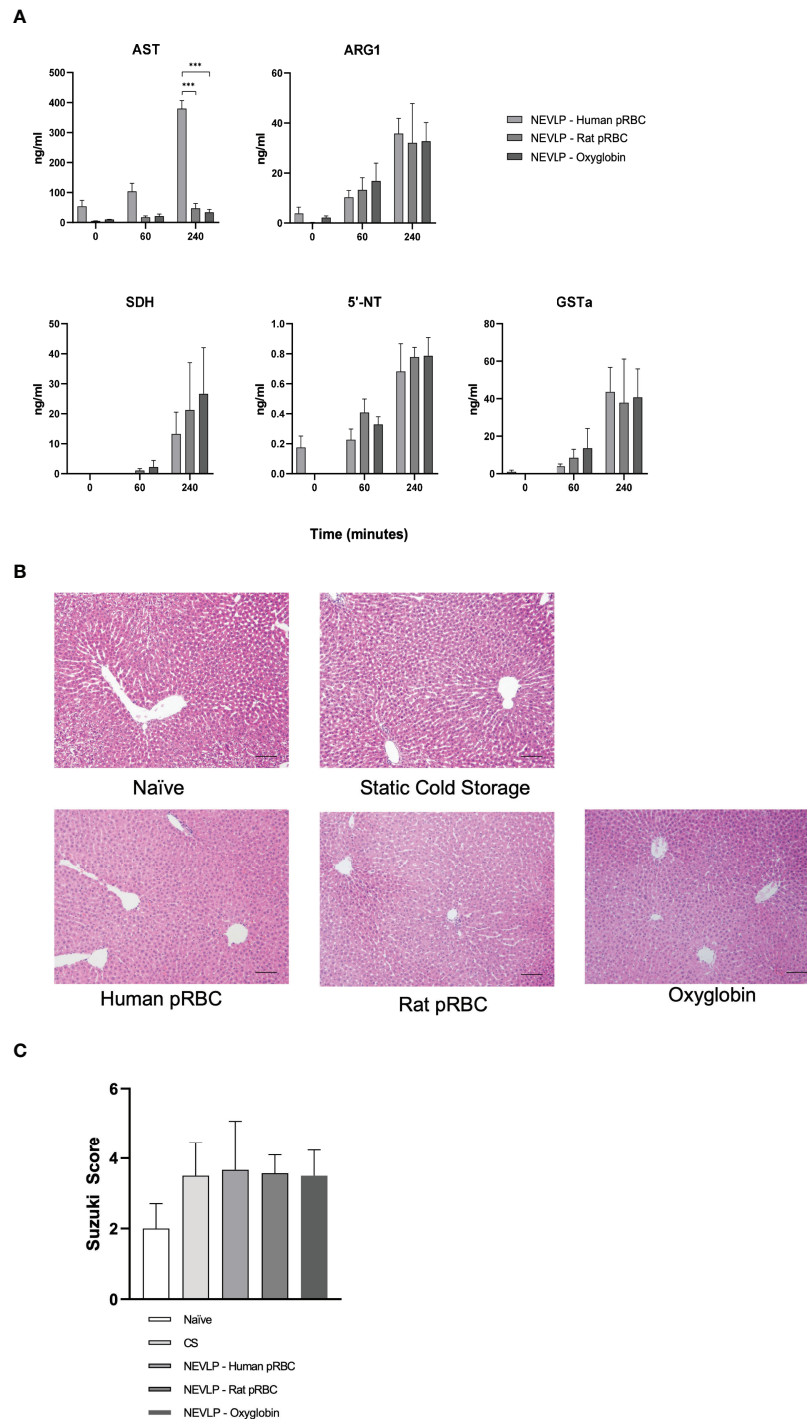 A
AST
ng/ml
500
400
300
200
100
0
***
***
0 60 240
ARG1
ng/ml
60
40
20
0
0 60 240
NEVLP - Human pRBC
NEVLP - Rat pRBC
NEVLP - Oxyglobin
SDH
ng/ml
50
40
30
20
10
0
0 60 240
5'-NT
ng/ml
1.0
0.8
0.6
0.4
0.2
0.0
0 60 240
GSTa
ng/ml
80
60
40
20
0
0 60 240
Time (minutes)
B
Naïve
Static Cold Storage
Human pRBC
Rat pRBC
Oxyglobin
C
Suzuki Score
6
4
2
0
Naïve
CS
NEVLP - Human pRBC
NEVLP - Rat pRBC
NEVLP - Oxyglobin